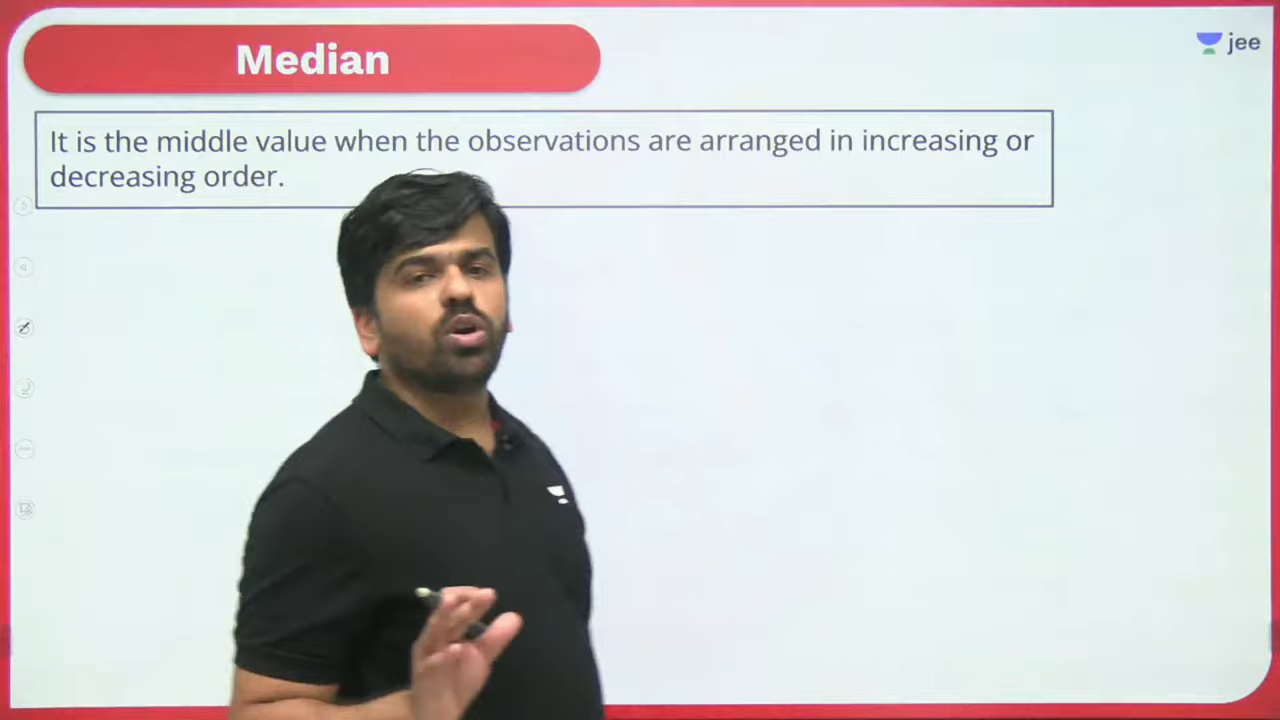 Median
jee
It is the middle value when the observations are arranged in increasing or
decreasing order.